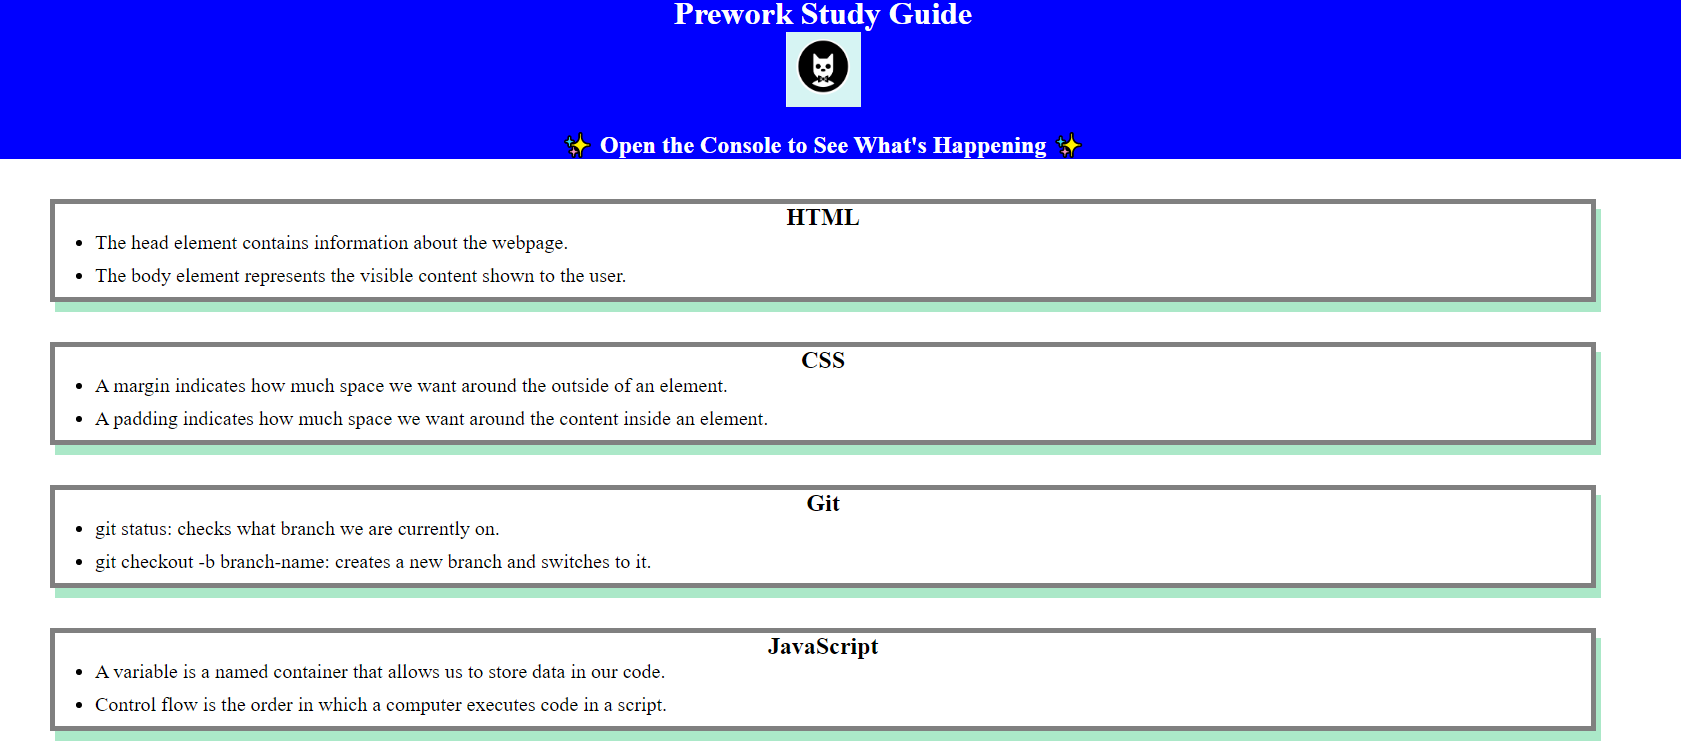 Prework Study Guide
✨ Open the Console to See What's Happening ✨
HTML
• The head element contains information about the webpage.
• The body element represents the visible content shown to the user.
CSS
• A margin indicates how much space we want around the outside of an element.
• A padding indicates how much space we want around the content inside an element.
Git
• git status: checks what branch we are currently on.
• git checkout -b branch-name: creates a new branch and switches to it.
JavaScript
• A variable is a named container that allows us to store data in our code.
• Control flow is the order in which a computer executes code in a script.